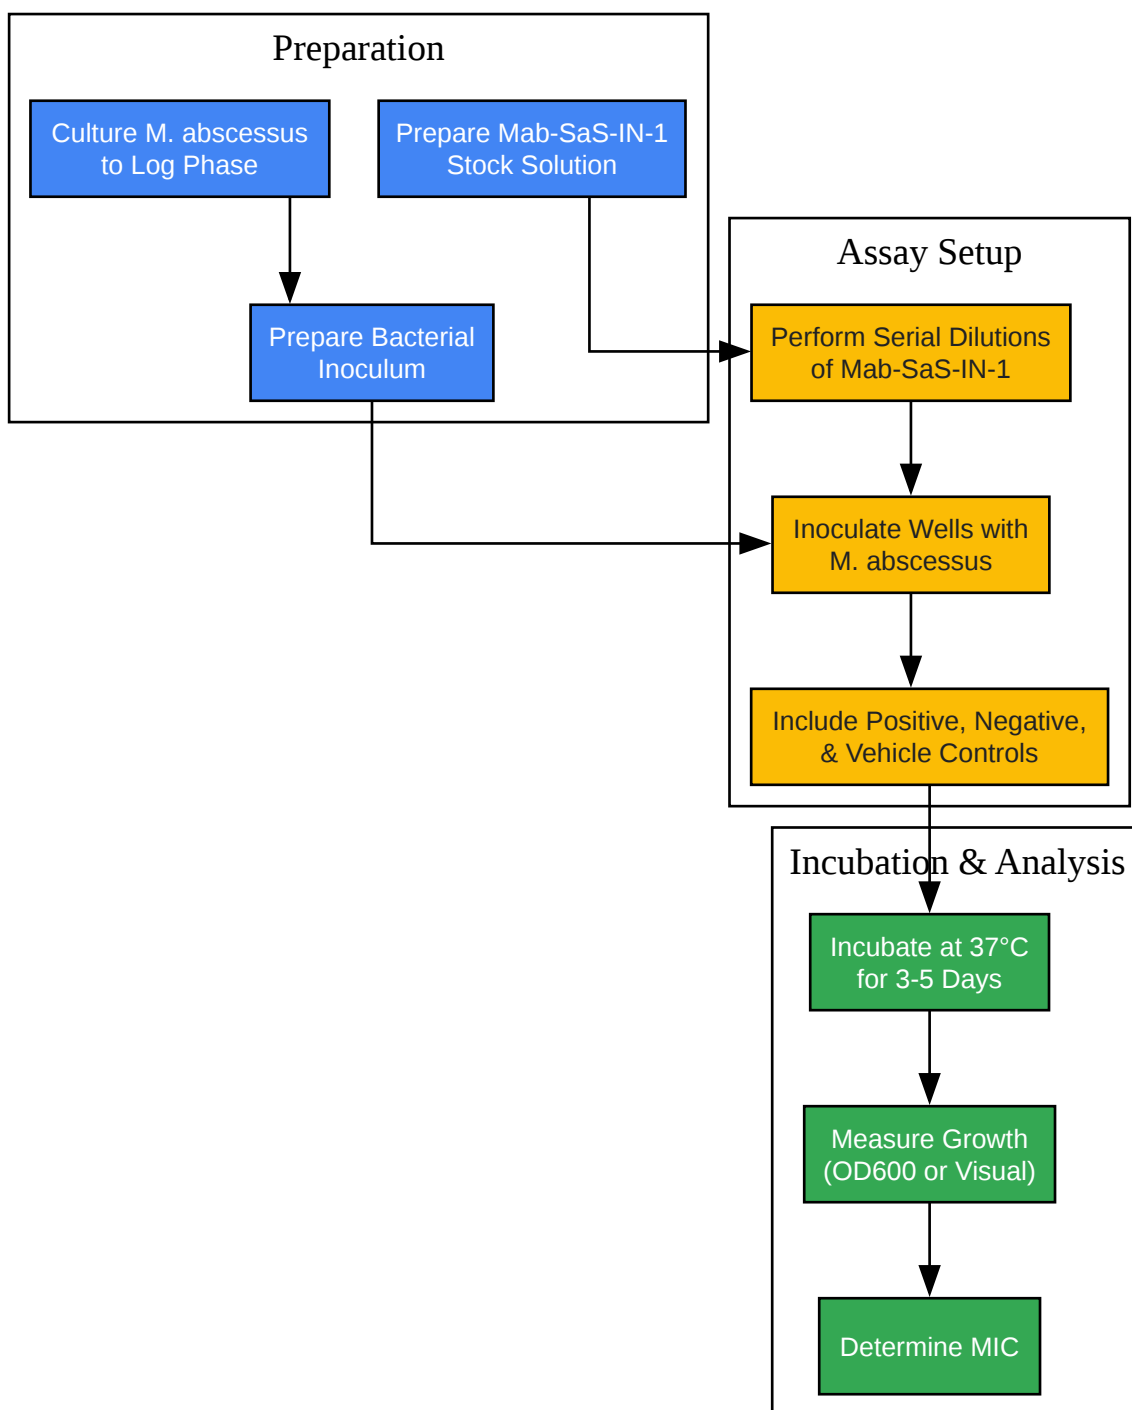 Preparation
Culture M. abscessus
to Log Phase
Prepare Mab-SaS-IN-1
Stock Solution
Prepare Bacterial
Inoculum
Assay Setup
Perform Serial Dilutions
of Mab-SaS-IN-1
Inoculate Wells with
M. abscessus
Include Positive, Negative,
& Vehicle Controls
Incubation & Analysis
Incubate at 37°C
for 3-5 Days
Measure Growth
(OD600 or Visual)
Determine MIC